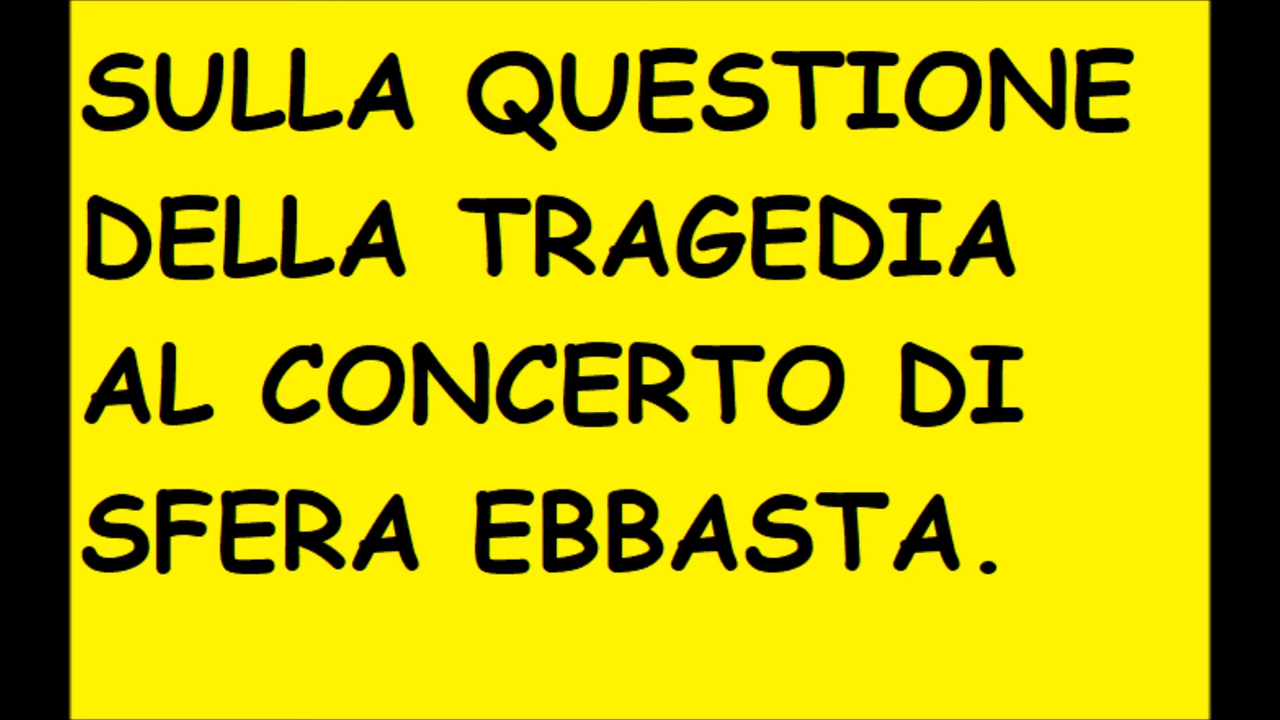 SULLA QUESTIONE
DELLA TRAGEDIA
AL CONCERTO DI
SFERA EBBASTA.